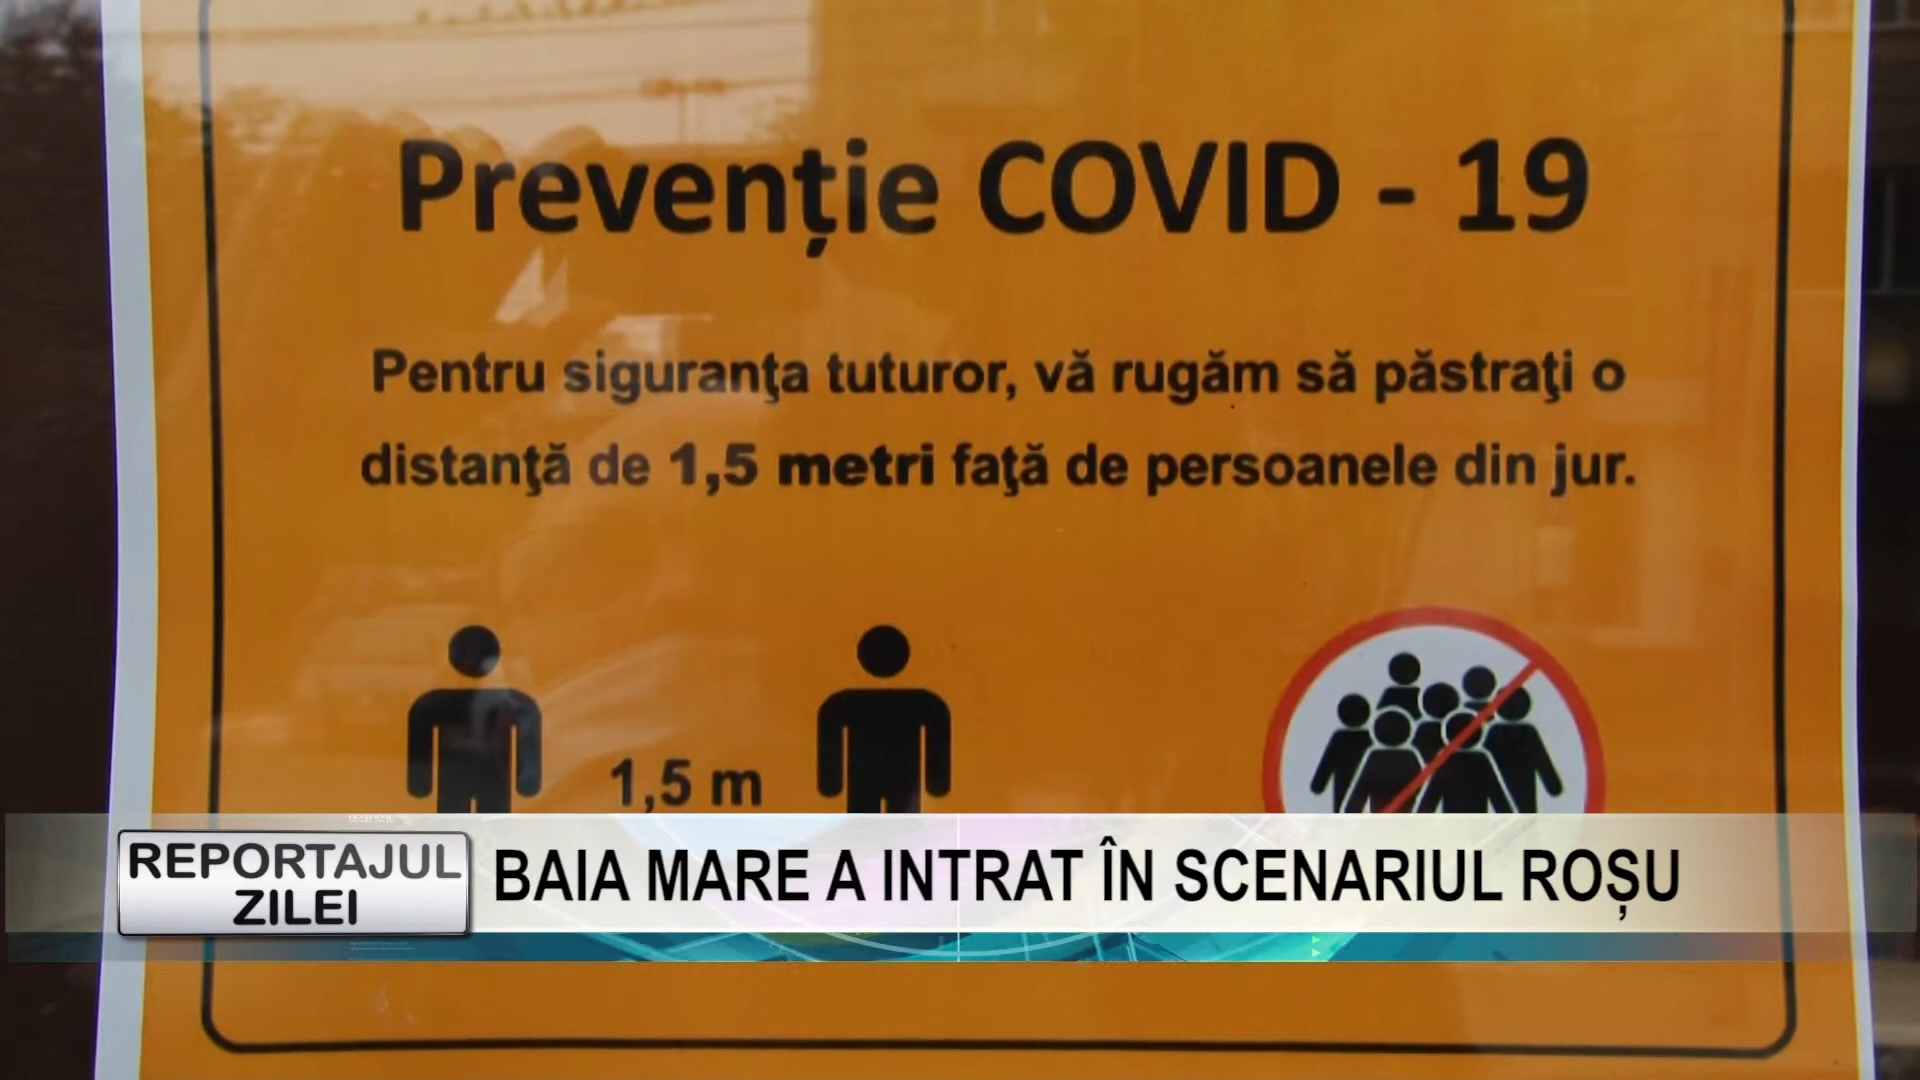 Prevenție COVID - 19
Pentru siguranţa tuturor, vă rugăm să păstraţi o
distanţă de 1,5 metri faţă de persoanele din jur.
1,5 m
REPORTAJUL
ZILEI
BAIA MARE A INTRAT ÎN SCENARIUL ROȘU